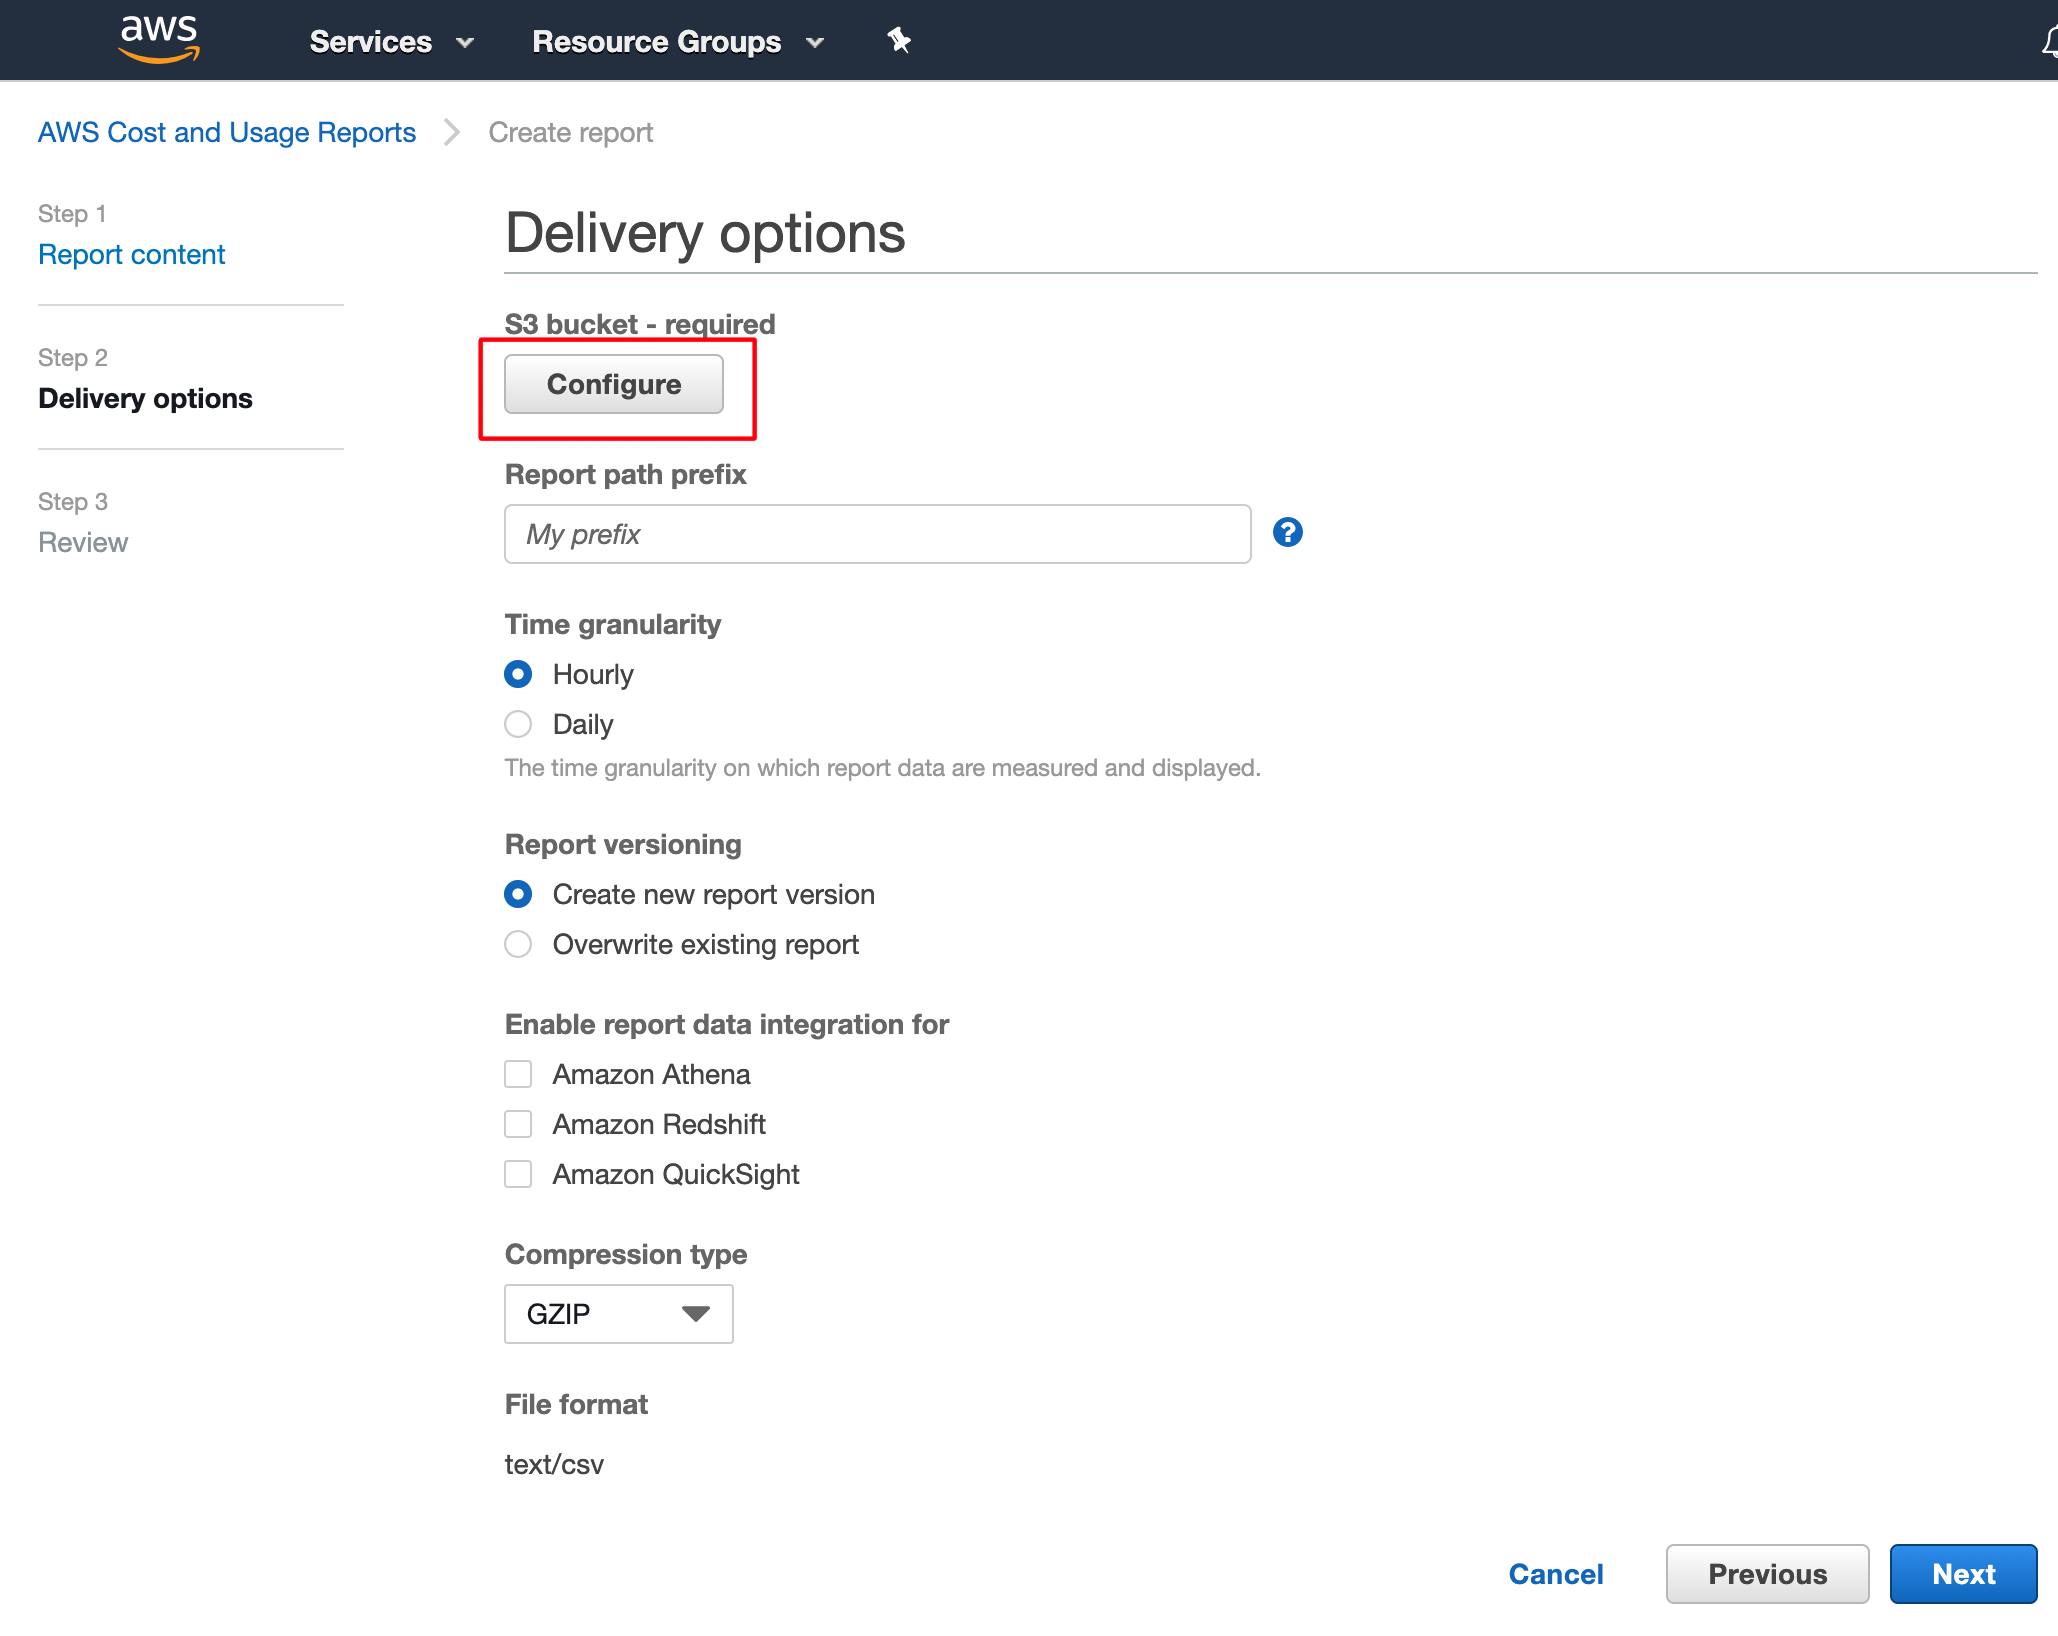 aws
Services
Resource Groups
AWS Cost and Usage Reports
Create report
Step 1
Report content
Step 2
Delivery options
Step 3
Review
Delivery options
S3 bucket - required
Configure
Report path prefix
My prefix
?
Time granularity
Hourly
Daily
The time granularity on which report data are measured and displayed.
Report versioning
Create new report version
Overwrite existing report
Enable report data integration for
Amazon Athena
Amazon Redshift
Amazon QuickSight
Compression type
GZIP
File format
text/csv
Cancel
Previous
Next